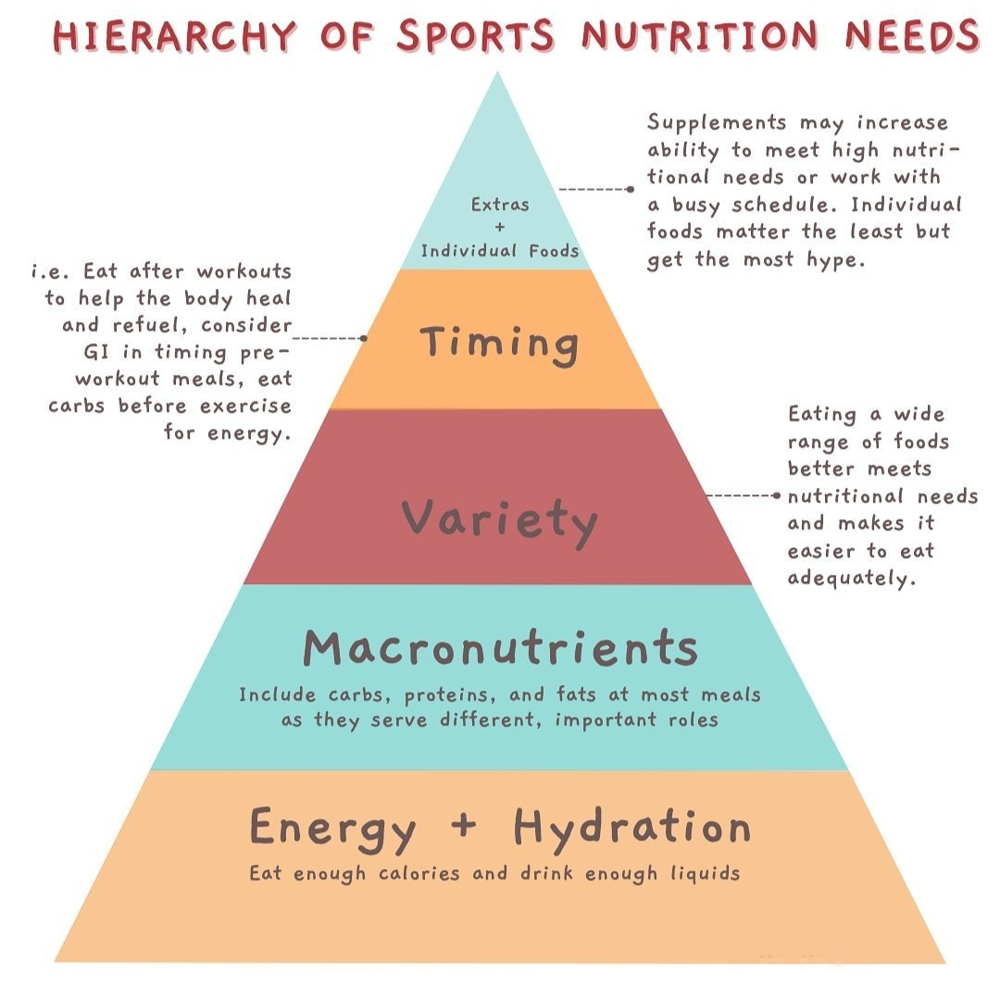 HIERARCHY OF SPORTS NUTRITION NEEDS
Supplements may increase
ability to meet high nutri-
tional needs or work with
a busy schedule. Individual
foods matter the least but
get the most hype.
Extras
+
Individual Foods
i.e. Eat after workouts
to help the body heal
and refuel, consider
GI in timing pre-
workout meals, eat
carbs before exercise
for energy.
Timing
Eating a wide
range of foods
better meets
nutritional needs
and makes it
easier to eat
adequately.
Variety
Macronutrients
Include carbs, proteins, and fats at most meals
as they serve different, important roles
Energy + Hydration
Eat enough calories and drink enough liquids